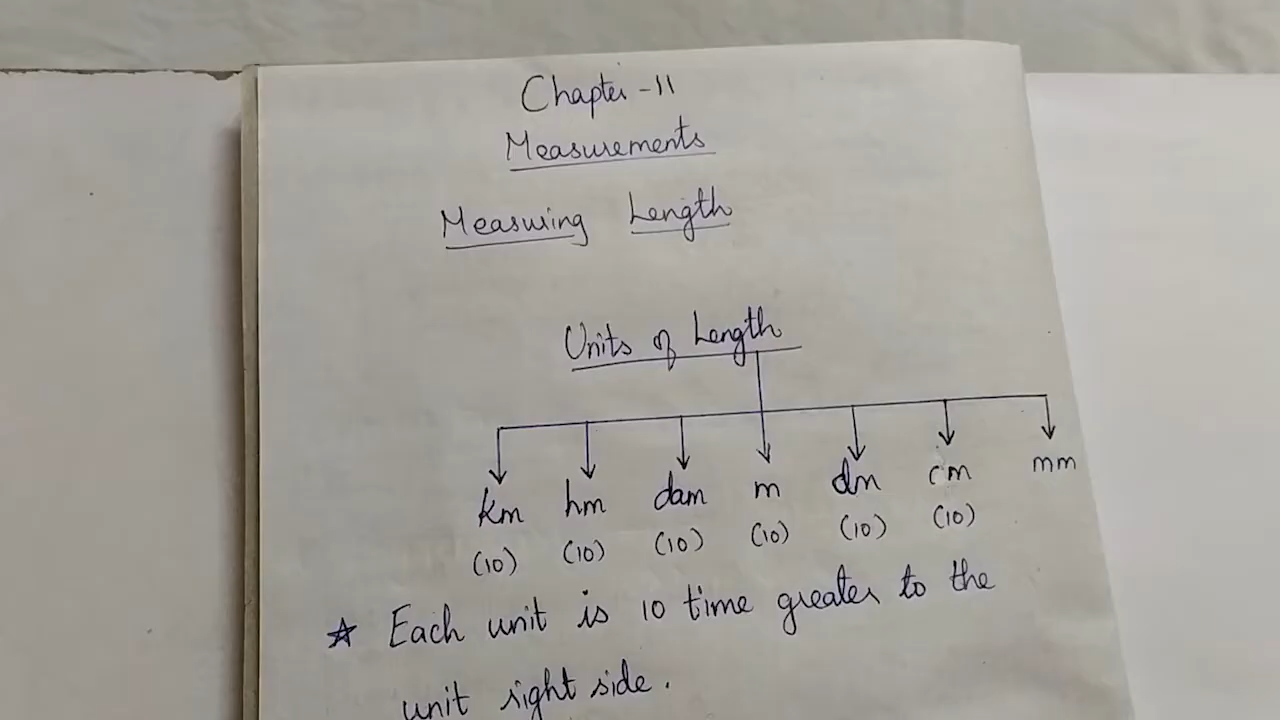 Chapter - 11
Measurements
Measuring Length
Units of Length
km hm dam m dm cm mm
(10) (10) (10) (10) (10) (10)
☆ Each unit is 10 time greater to the
unit right side.